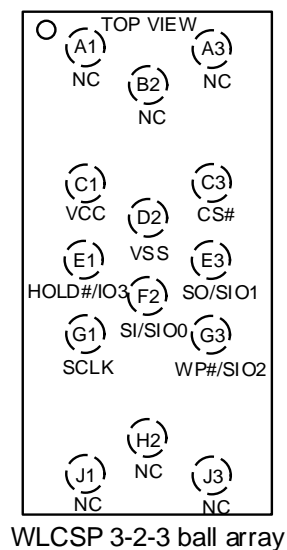 TOP VIEW
A1 A3
NC NC
B2
NC
C1 C3
VCC CS#
D2
VSS
E1 E3
HOLD#/IO3 SO/SIO1
F2
SI/SIO0
G1 G3
SCLK WP#/SIO2
H2
NC
J1 J3
NC NC
WLCSP 3-2-3 ball array